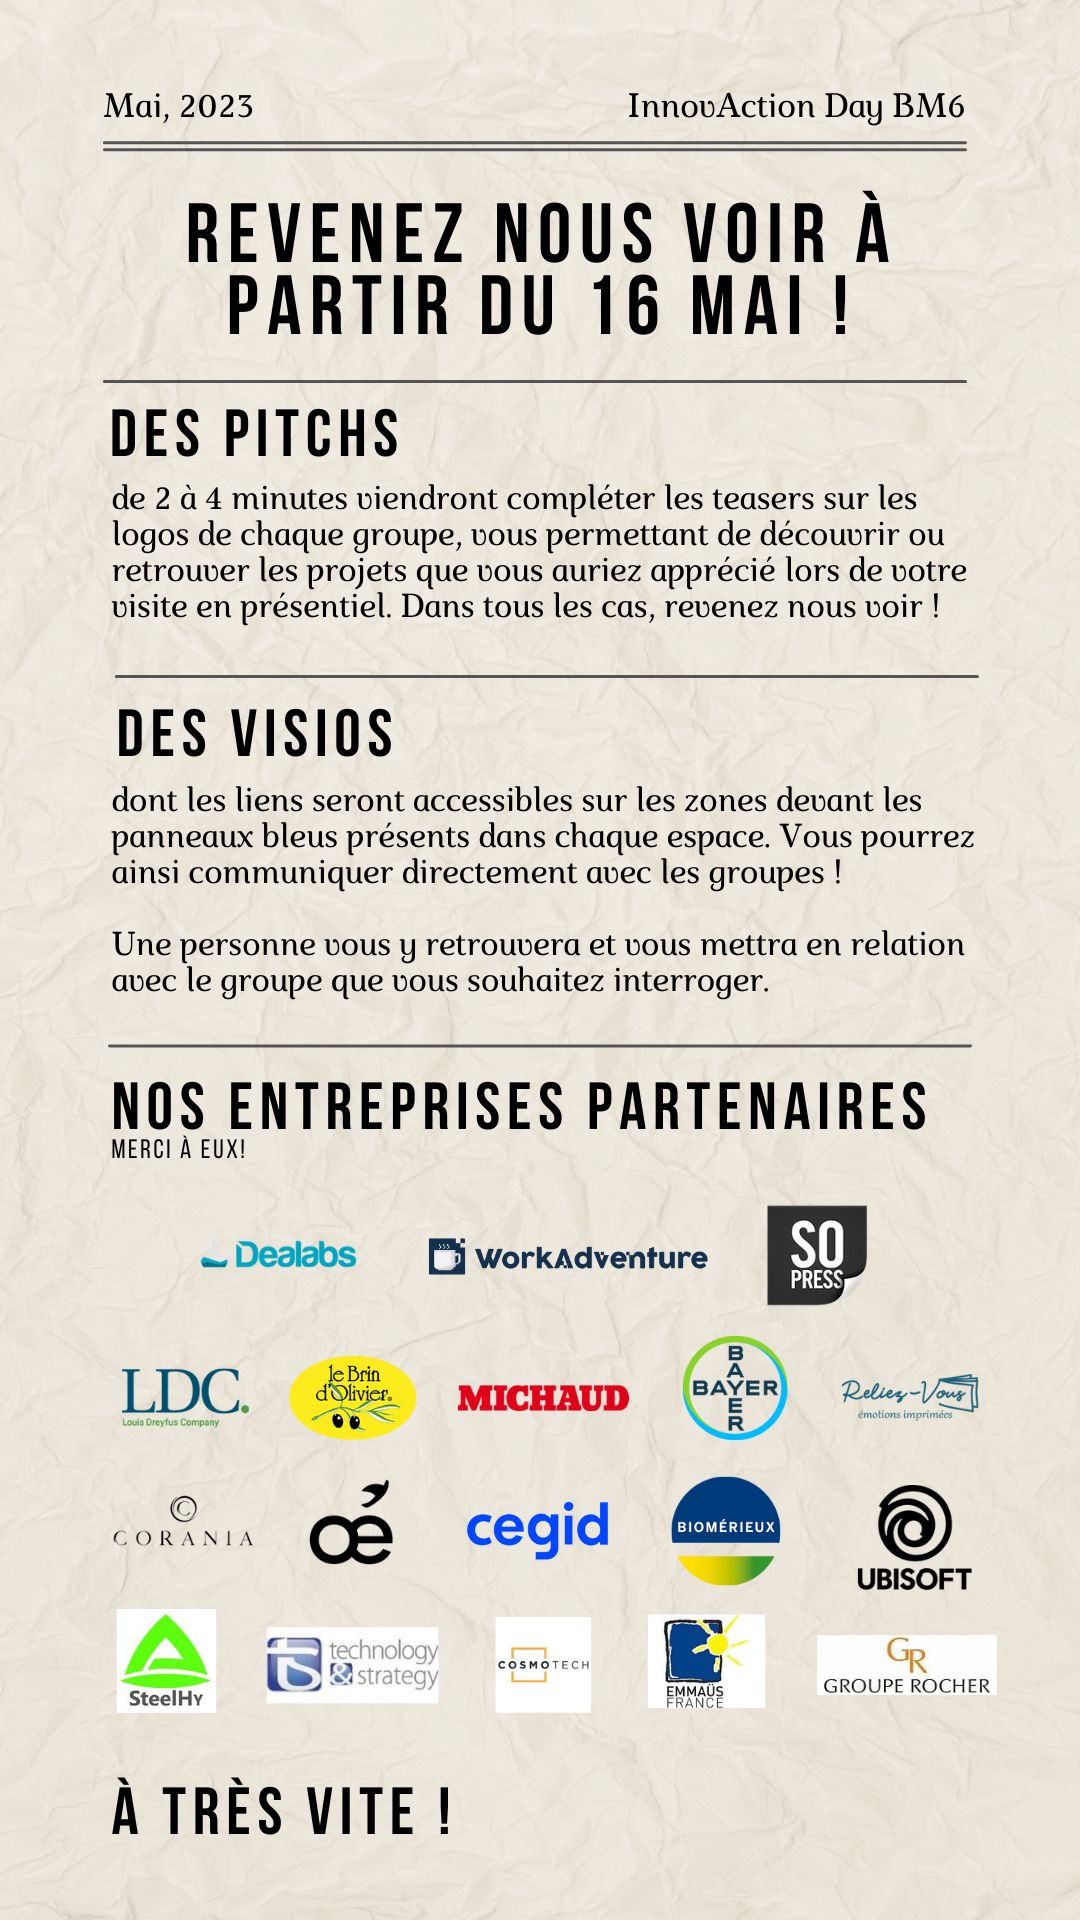 Mai, 2023
InnovAction Day BM6
REVENEZ NOUS VOIR À
PARTIR DU 16 MAI !
DES PITCHS
de 2 à 4 minutes viendront compléter les teasers sur les
logos de chaque groupe, vous permettant de découvrir ou
retrouver les projets que vous auriez apprécié lors de votre
visite en présentiel. Dans tous les cas, revenez nous voir !
DES VISIOS
dont les liens seront accessibles sur les zones devant les
panneaux bleus présents dans chaque espace. Vous pourrez
ainsi communiquer directement avec les groupes !
Une personne vous y retrouvera et vous mettra en relation
avec le groupe que vous souhaitez interroger.
NOS ENTREPRISES PARTENAIRES
MERCI À EUX!
Dealabs
WorkAdventure
SO
PRESS
LDC.
Louis Dreyfus Company
le Brin
d'Olivier®
MICHAUD
BAYER
BAYER
Reliez-Vous
émotions imprimées
©
CORANIA
oé
cegid
BIOMÉRIEUX
UBISOFT
SteelHy
ts technology
& strategy
COSMOTECH
EMMAÜS
FRANCE
GR
GROUPE ROCHER
À TRÈS VITE !